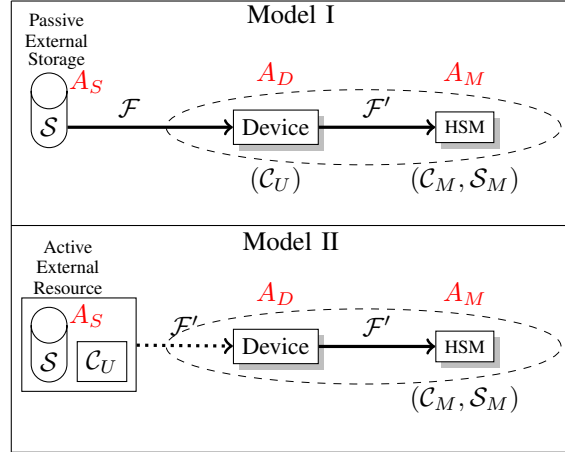 Model I
Passive
External
Storage
A_S
A_D
A_M
𝓕
𝓕′
𝓢
Device
HSM
(𝓒_U)
(𝓒_M, 𝓢_M)
Model II
Active
External
Resource
A_S
A_D
A_M
𝓕′
𝓕′
𝓢
𝓒_U
Device
HSM
(𝓒_M, 𝓢_M)